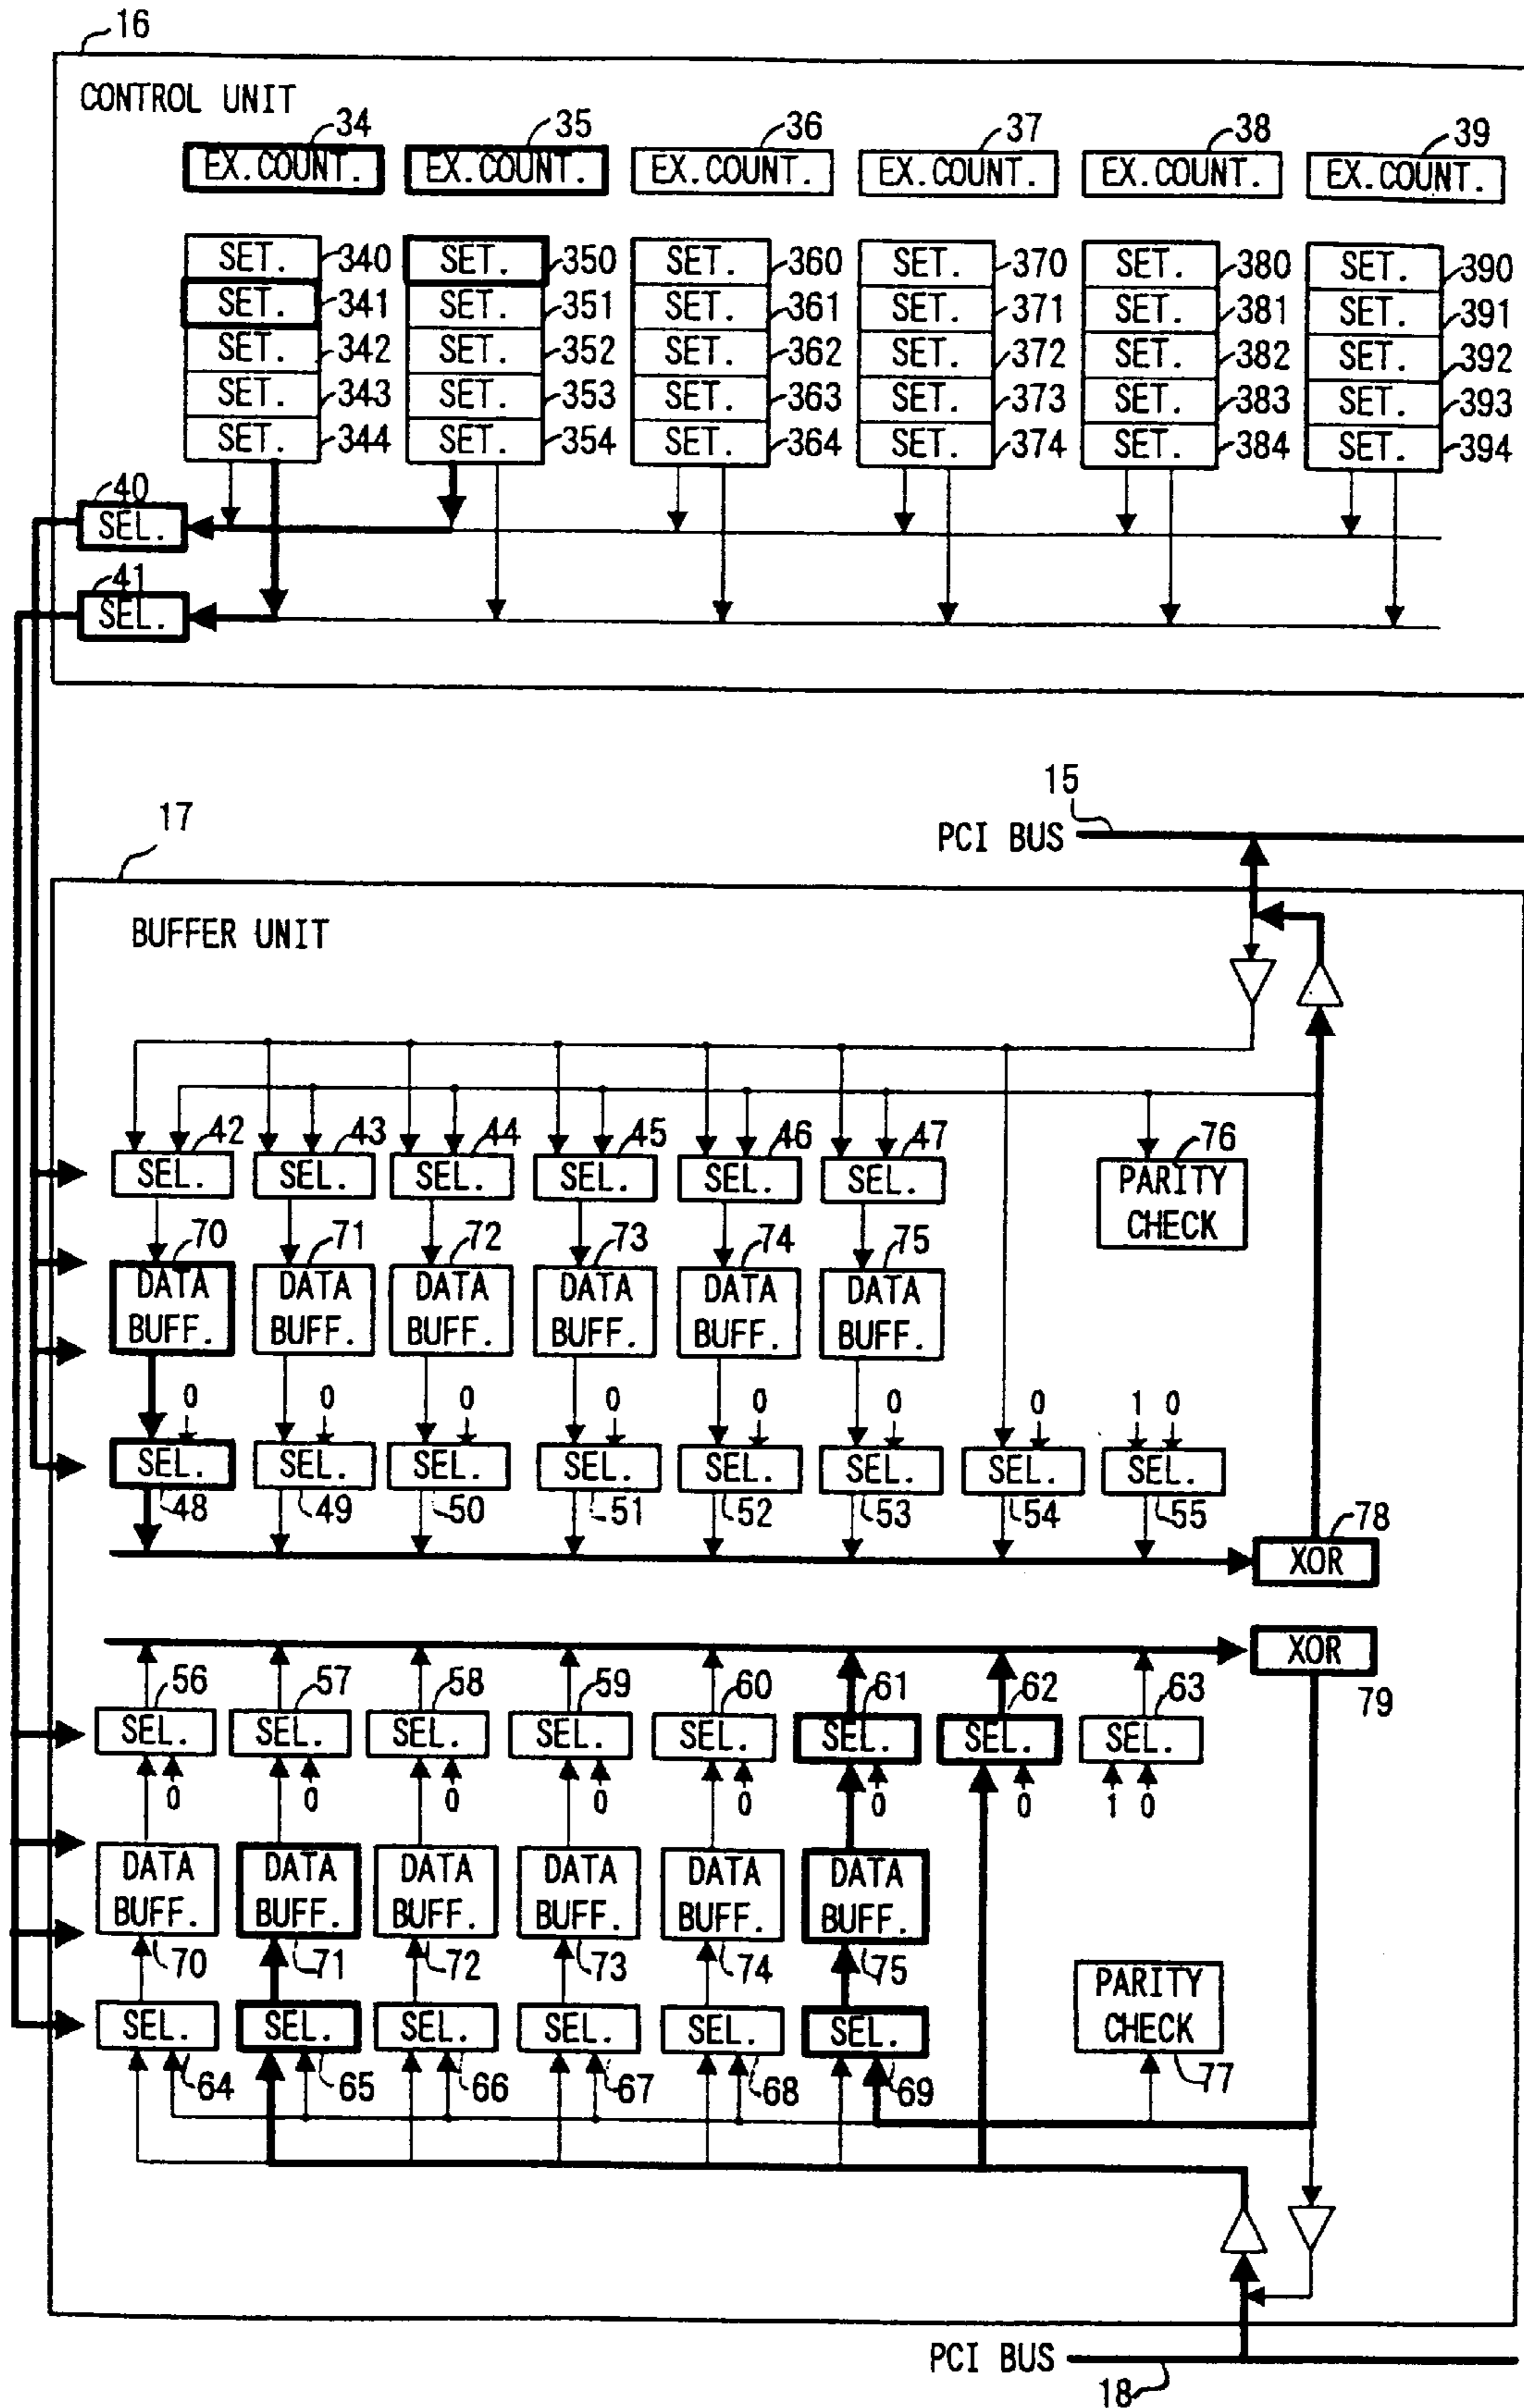 16
CONTROL UNIT
34 35 36 37 38 39
EX.COUNT. EX.COUNT. EX.COUNT. EX.COUNT. EX.COUNT. EX.COUNT.
SET. 340 SET. 350 SET. 360 SET. 370 SET. 380 SET. 390
SET. 341 SET. 351 SET. 361 SET. 371 SET. 381 SET. 391
SET. 342 SET. 352 SET. 362 SET. 372 SET. 382 SET. 392
SET. 343 SET. 353 SET. 363 SET. 373 SET. 383 SET. 393
SET. 344 SET. 354 SET. 364 SET. 374 SET. 384 SET. 394
40
SEL.
41
SEL.
15
PCI BUS
17
BUFFER UNIT
42 43 44 45 46 47 76
SEL. SEL. SEL. SEL. SEL. SEL. PARITY
CHECK
70 71 72 73 74 75
DATA DATA DATA DATA DATA DATA
BUFF. BUFF. BUFF. BUFF. BUFF. BUFF.
0 0 0 0 0 0 0 1 0
SEL. SEL. SEL. SEL. SEL. SEL. SEL. SEL.
48 49 50 51 52 53 54 55 78
XOR
XOR
79
56 57 58 59 60 61 62 63
SEL. SEL. SEL. SEL. SEL. SEL. SEL. SEL.
0 0 0 0 0 0 0 1 0
DATA DATA DATA DATA DATA DATA
BUFF. BUFF. BUFF. BUFF. BUFF. BUFF.
70 71 72 73 74 75 PARITY
SEL. SEL. SEL. SEL. SEL. SEL. CHECK
64 65 66 67 68 69 77
PCI BUS
18